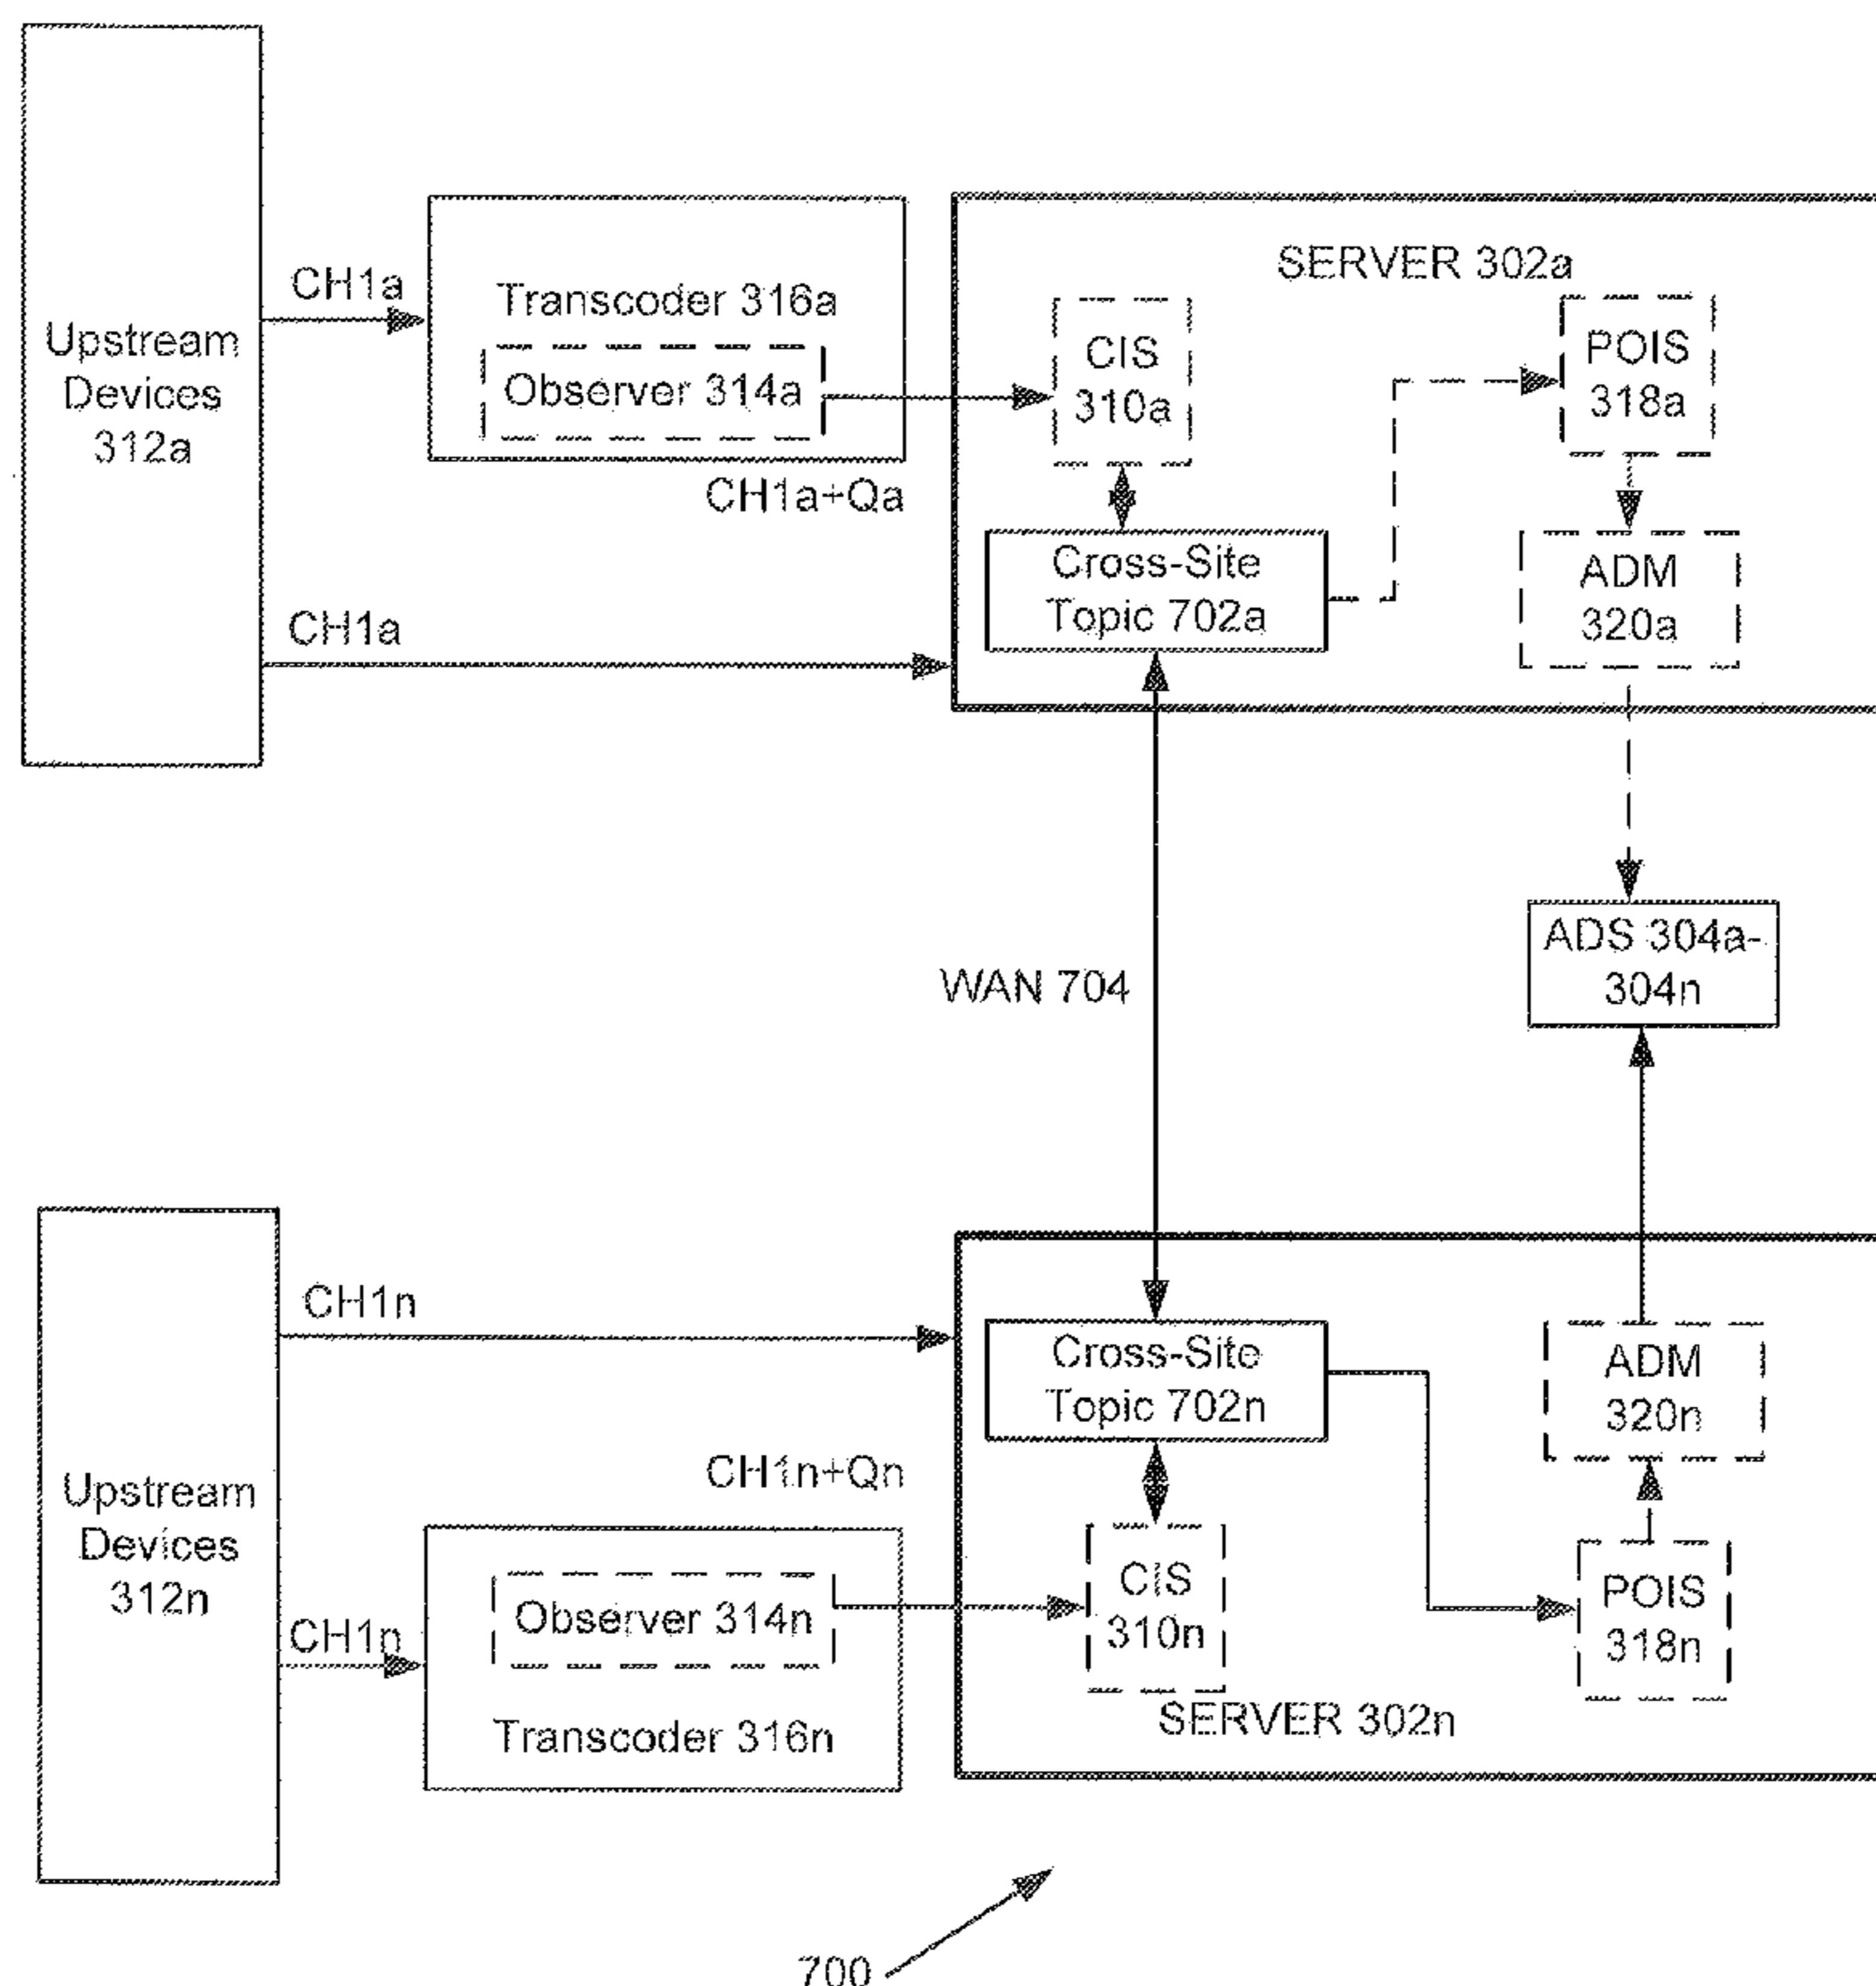 Upstream
Devices
312a
CH1a
CH1a
Transcoder 316a
Observer 314a
CH1a+Qa
SERVER 302a
CIS
310a
POIS
318a
Cross-Site
Topic 702a
ADM
320a
WAN 704
ADS 304a-
304n
Upstream
Devices
312n
CH1n
CH1n
CH1n+Qn
Observer 314n
Transcoder 316n
Cross-Site
Topic 702n
ADM
320n
CIS
310n
POIS
318n
SERVER 302n
700